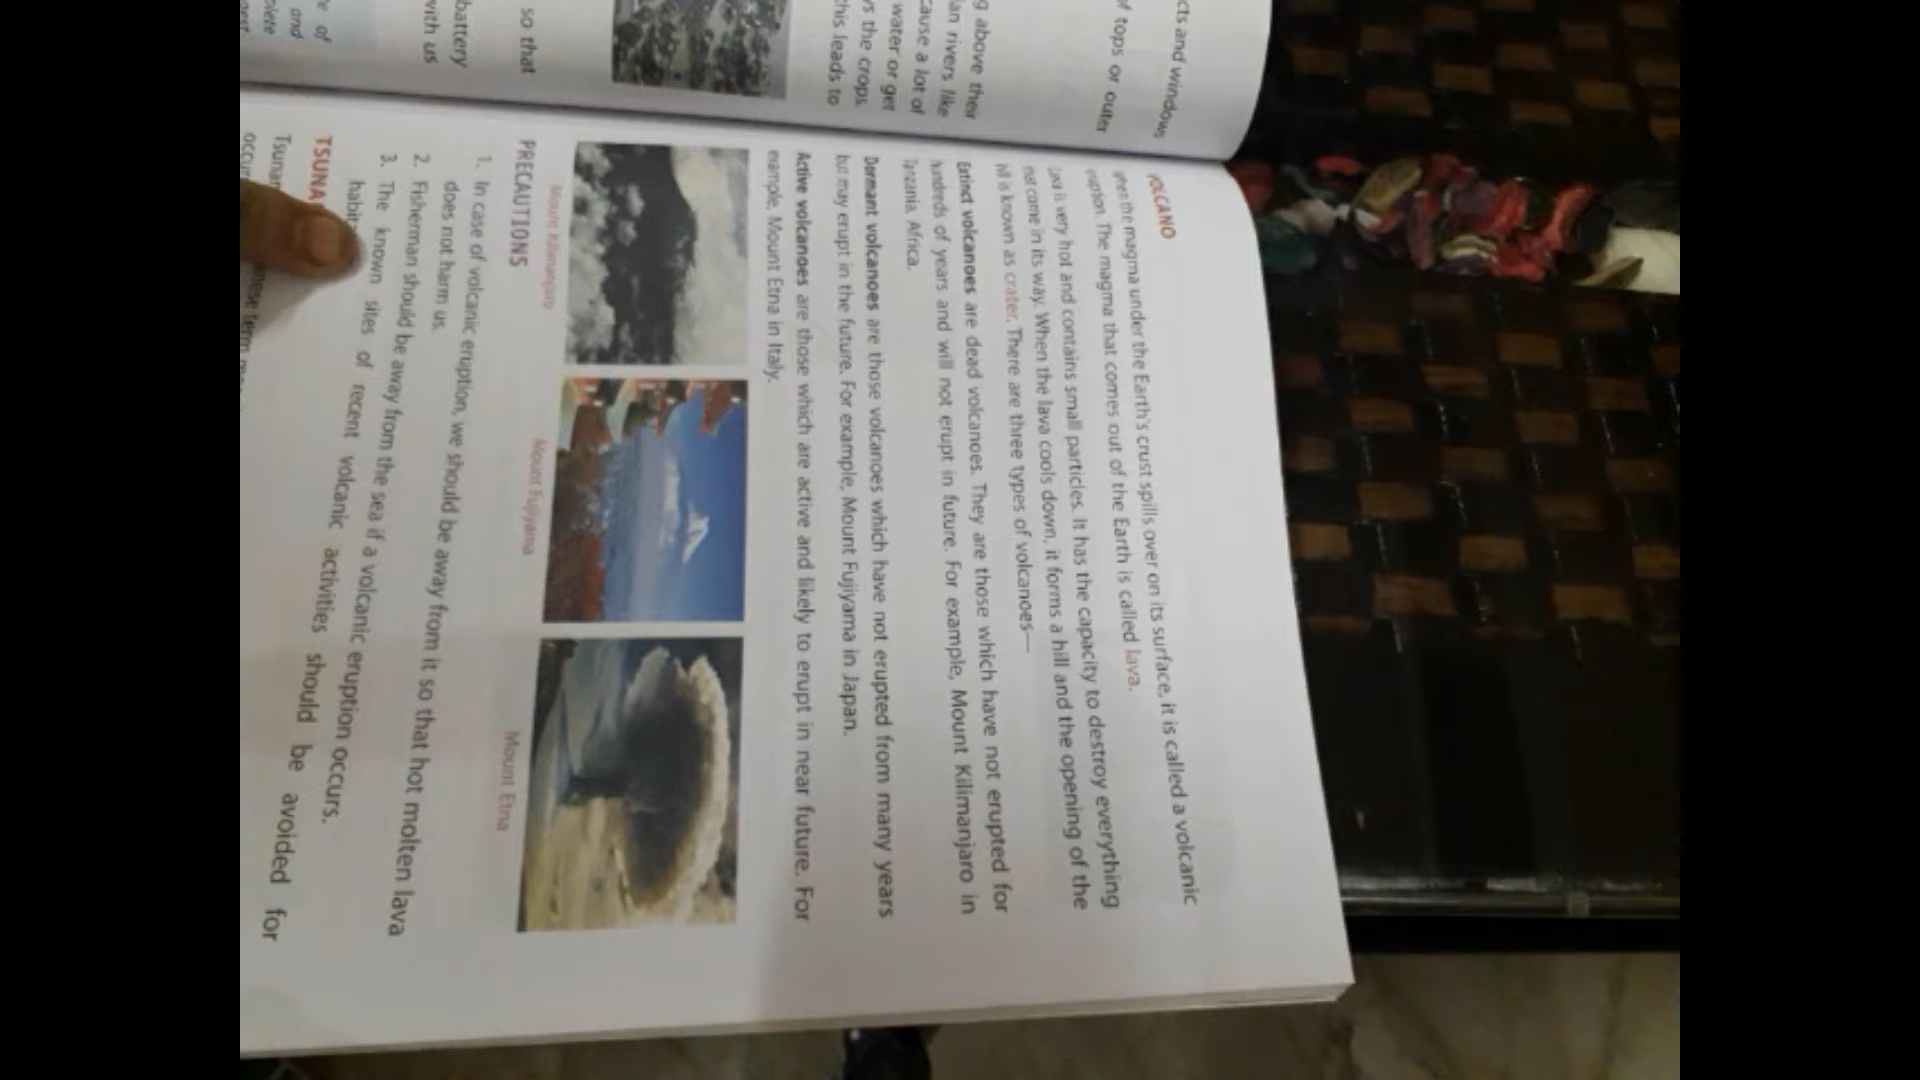 cts and windows
of tops or outer
g above their
ian rivers like
cause a lot of
water or get
ys the crops.
this leads to
so that
battery
with us
of
and
VOLCANO
When the magma under the Earth's crust spills over on its surface, it is called a volcanic
eruption. The magma that comes out of the Earth is called lava.
Lava is very hot and contains small particles. It has the capacity to destroy everything
that come in its way. When the lava cools down, it forms a hill and the opening of the
hill is known as crater. There are three types of volcanoes—
Extinct volcanoes are dead volcanoes. They are those which have not erupted for
hundreds of years and will not erupt in future. For example, Mount Kilimanjaro in
Tanzania, Africa.
Dormant volcanoes are those volcanoes which have not erupted from many years
but may erupt in the future. For example, Mount Fujiyama in Japan.
Active volcanoes are those which are active and likely to erupt in near future. For
example, Mount Etna in Italy.
Mount Kilimanjaro Mount Fujiyama Mount Etna
PRECAUTIONS
1. In case of volcanic eruption, we should be away from it so that hot molten lava
does not harm us.
2. Fisherman should be away from the sea if a volcanic eruption occurs.
3. The known sites of recent volcanic activities should be avoided for
habit
TSUNA
Tsunam
occur